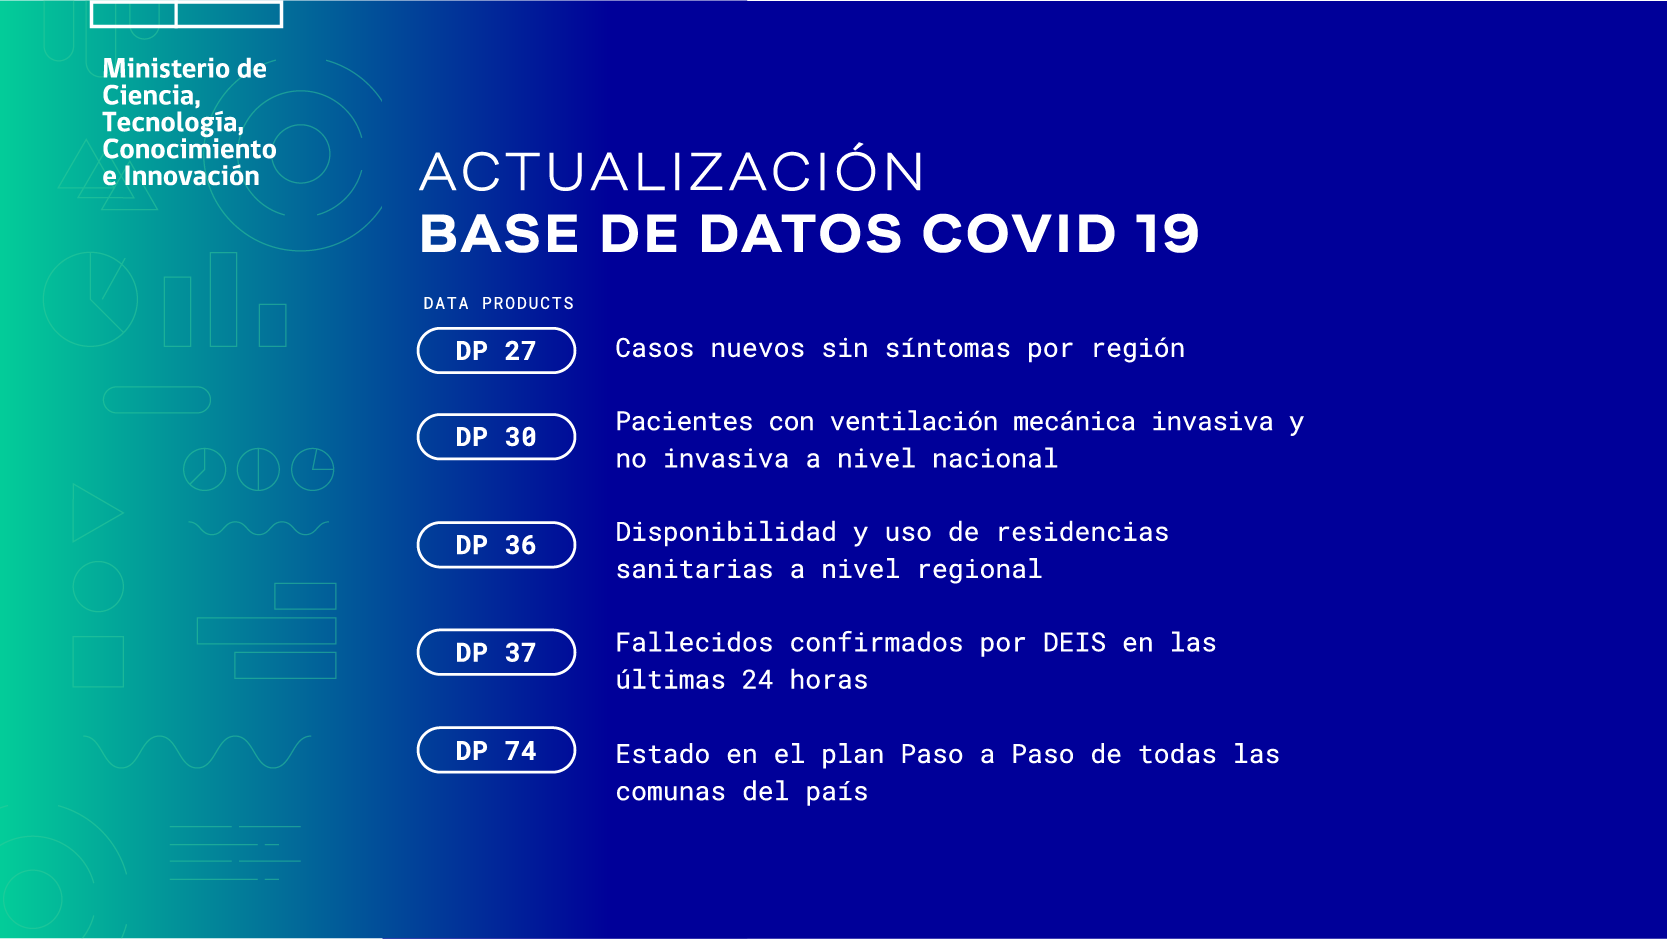 Ministerio de
Ciencia,
Tecnología,
Conocimiento
e Innovación
ACTUALIZACIÓN
BASE DE DATOS COVID 19
DATA PRODUCTS
DP 27
Casos nuevos sin síntomas por región
DP 30
Pacientes con ventilación mecánica invasiva y
no invasiva a nivel nacional
DP 36
Disponibilidad y uso de residencias
sanitarias a nivel regional
DP 37
Fallecidos confirmados por DEIS en las
últimas 24 horas
DP 74
Estado en el plan Paso a Paso de todas las
comunas del país